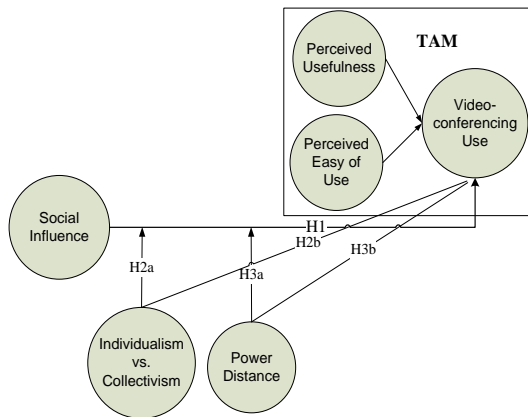 TAM
Perceived
Usefulness
Video-
conferencing
Use
Perceived
Easy of
Use
Social
Influence
H1
H2b
H3b
H2a
H3a
Individualism
vs.
Collectivism
Power
Distance